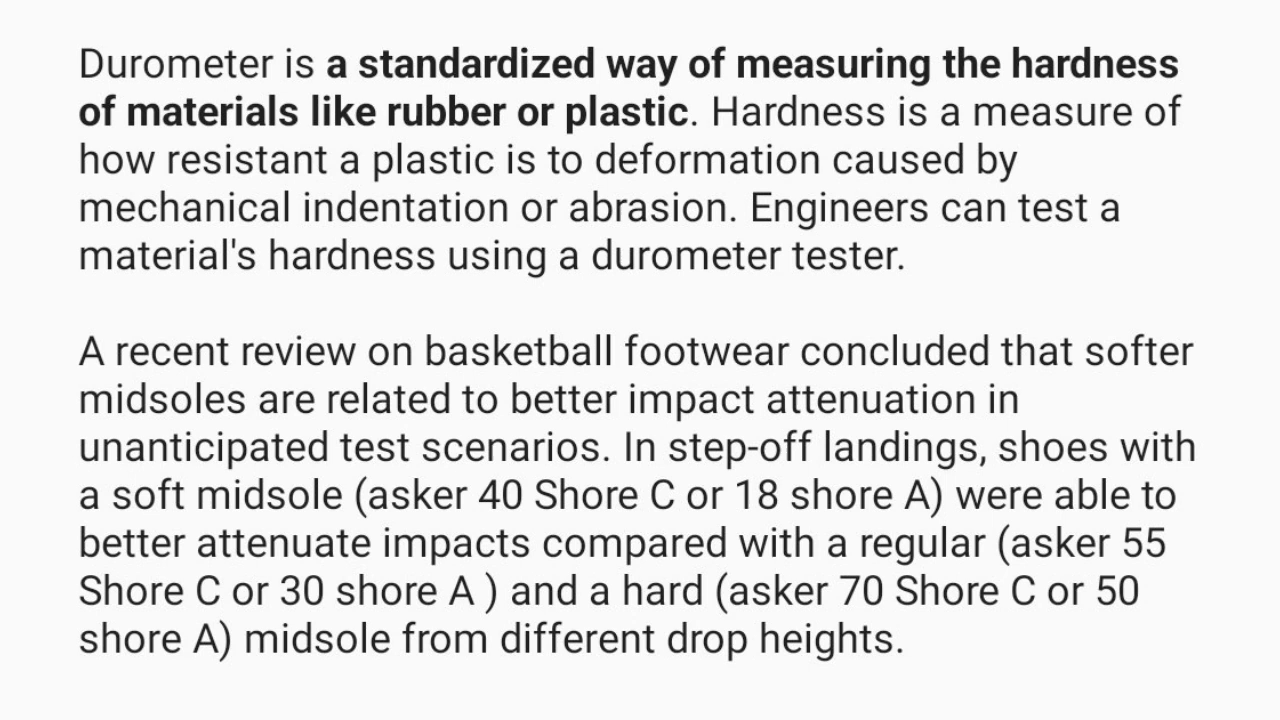 Durometer is a standardized way of measuring the hardness
of materials like rubber or plastic. Hardness is a measure of
how resistant a plastic is to deformation caused by
mechanical indentation or abrasion. Engineers can test a
material's hardness using a durometer tester.
A recent review on basketball footwear concluded that softer
midsoles are related to better impact attenuation in
unanticipated test scenarios. In step-off landings, shoes with
a soft midsole (asker 40 Shore C or 18 shore A) were able to
better attenuate impacts compared with a regular (asker 55
Shore C or 30 shore A ) and a hard (asker 70 Shore C or 50
shore A) midsole from different drop heights.